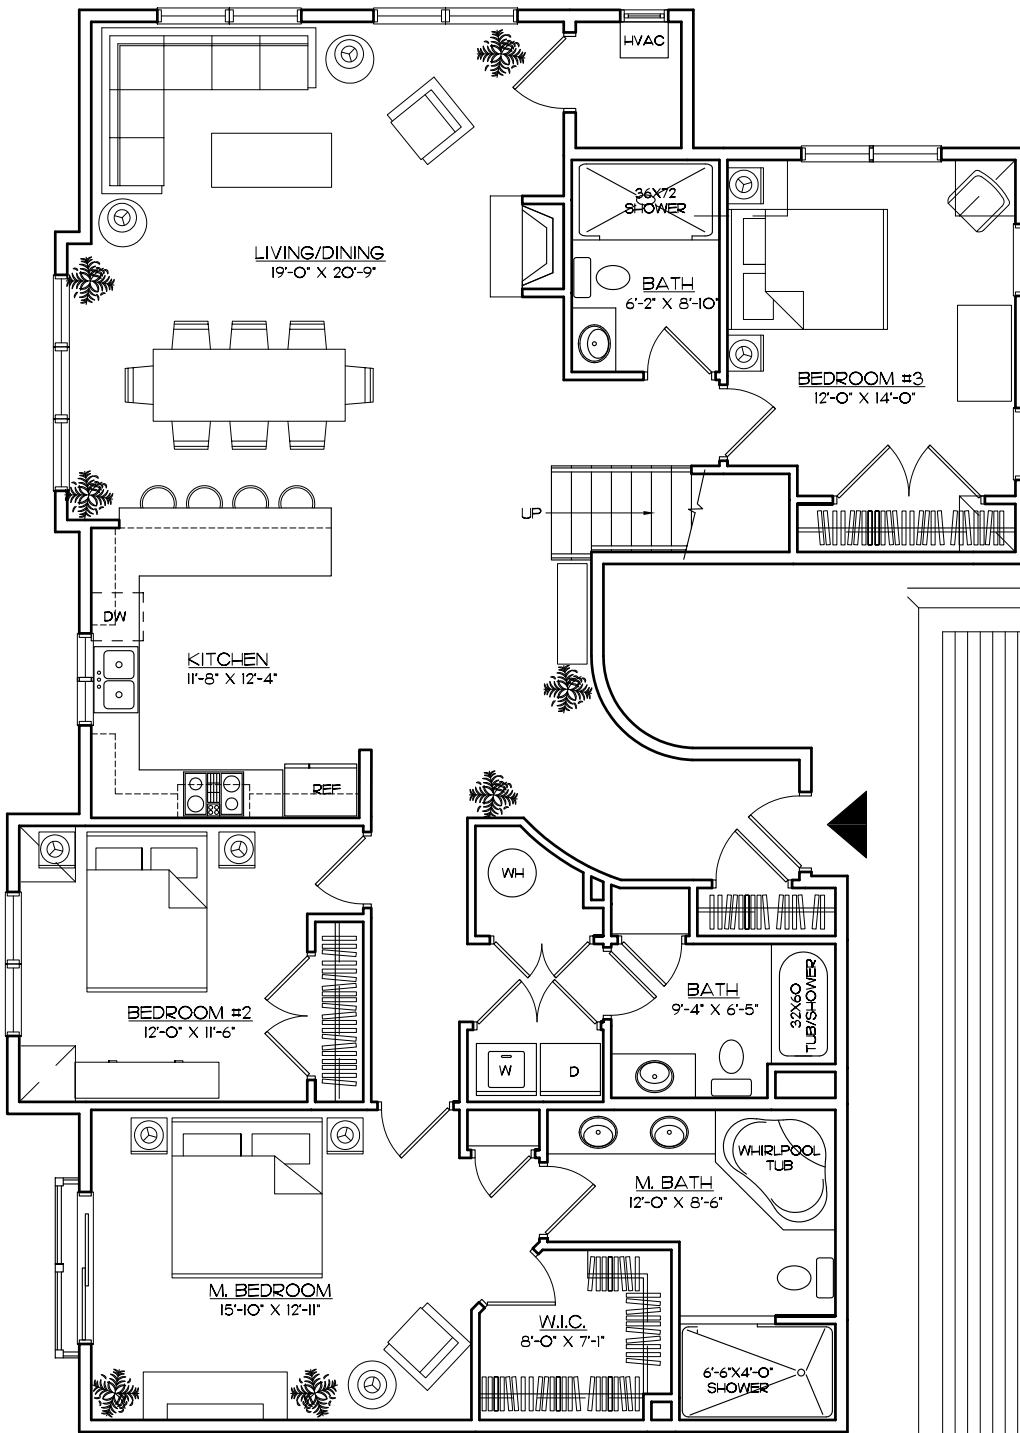 HVAC
36X72
SHOWER
LIVING/DINING
19'-0" X 20'-9"
BATH
6'-2" X 8'-10"
BEDROOM #3
12'-0" X 14'-0"
UP
DW
KITCHEN
11'-8" X 12'-4"
REF
WH
BEDROOM #2
12'-0" X 11'-6"
BATH
9'-4" X 6'-5"
32X60
TUB/SHOWER
W
D
WHIRLPOOL
TUB
M. BATH
12'-0" X 8'-6"
M. BEDROOM
15'-10" X 12'-11"
W.I.C.
8'-0" X 7'-1"
6'-6"X4'-0"
SHOWER